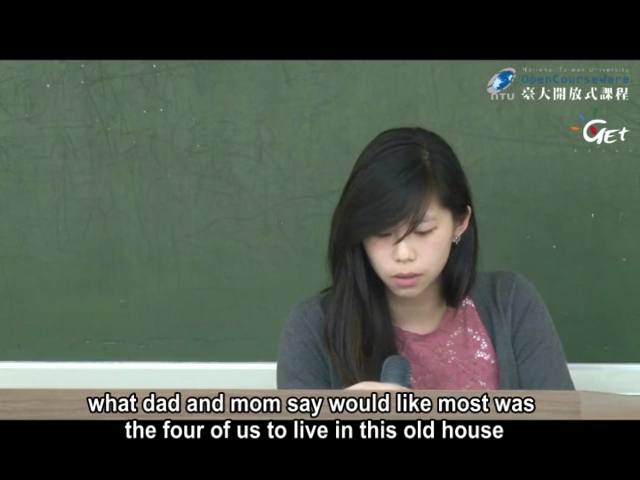 National Taiwan University
OpenCourseWare
NTU
臺大開放式課程
GET
what dad and mom say would like most was
the four of us to live in this old house